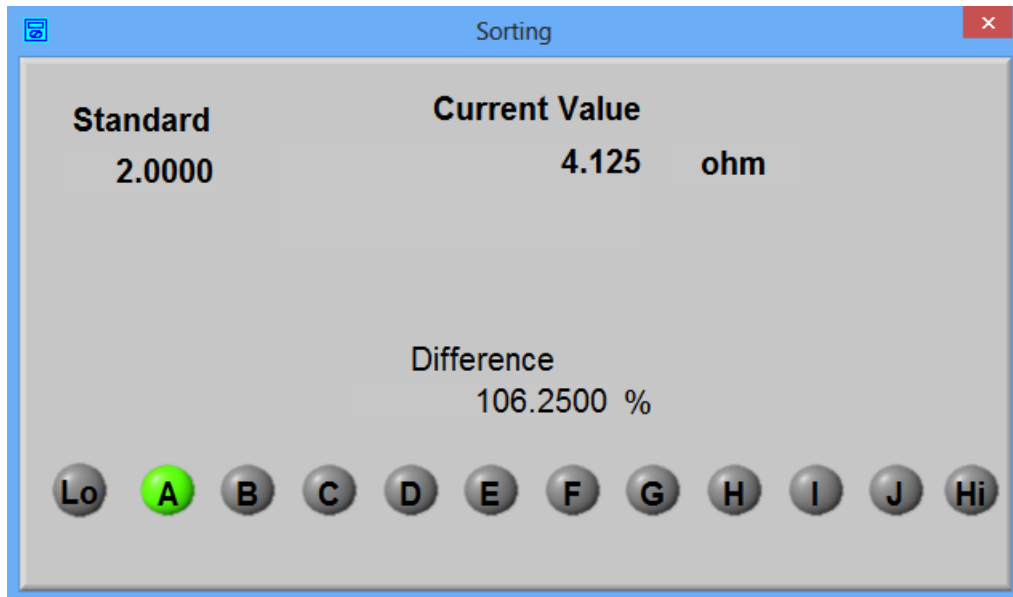 Sorting
Standard
2.0000
Current Value
4.125 ohm
Difference
106.2500 %
Lo A B C D E F G H I J Hi